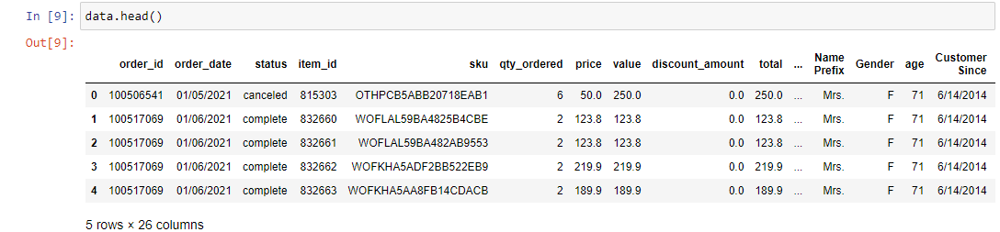 In [9]: data.head()
Out[9]:
order_id order_date status item_id sku qty_ordered price value discount_amount total ... Name Prefix Gender age Customer Since
0 100506541 01/05/2021 canceled 815303 OTHPCB5ABB20718EAB1 6 50.0 250.0 0.0 250.0 ... Mrs. F 71 6/14/2014
1 100517069 01/06/2021 complete 832660 WOFLAL59BA4825B4CBE 2 123.8 123.8 0.0 123.8 ... Mrs. F 71 6/14/2014
2 100517069 01/06/2021 complete 832661 WOFLAL59BA482AB9553 2 123.8 123.8 0.0 123.8 ... Mrs. F 71 6/14/2014
3 100517069 01/06/2021 complete 832662 WOFKHA5ADF2BB522EB9 2 219.9 219.9 0.0 219.9 ... Mrs. F 71 6/14/2014
4 100517069 01/06/2021 complete 832663 WOFKHA5AA8FB14CDACB 2 189.9 189.9 0.0 189.9 ... Mrs. F 71 6/14/2014
5 rows × 26 columns